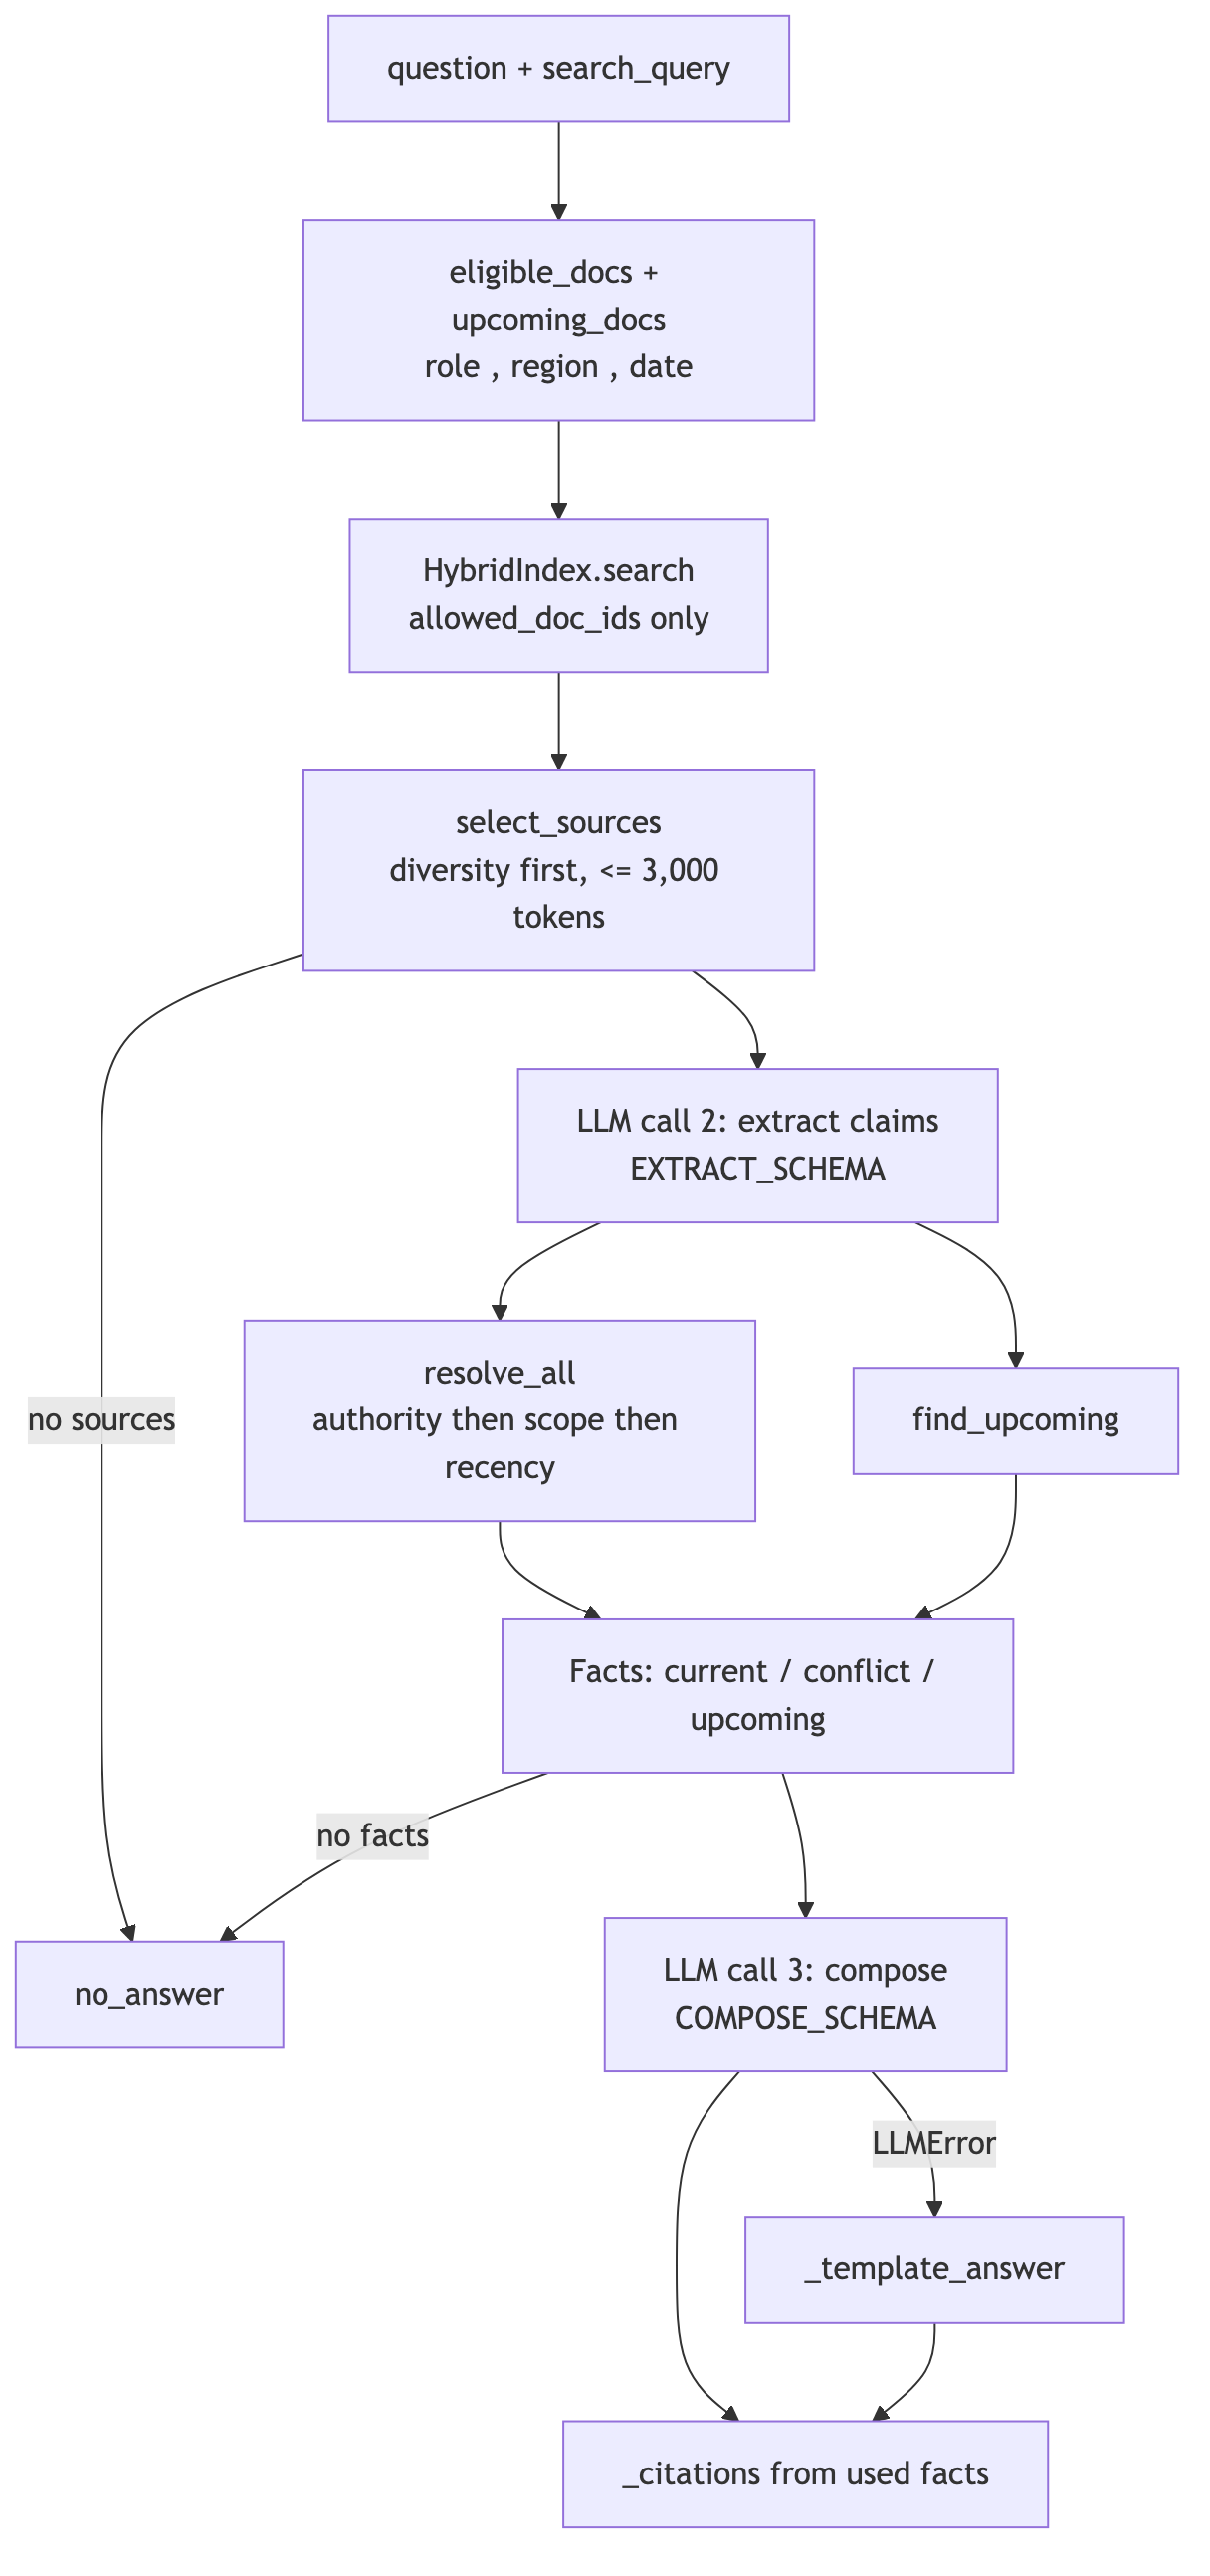 question + search_query
eligible_docs +
upcoming_docs
role , region , date
HybridIndex.search
allowed_doc_ids only
select_sources
diversity first, <= 3,000
tokens
LLM call 2: extract claims
EXTRACT_SCHEMA
resolve_all
authority then scope then
recency
find_upcoming
no sources
Facts: current / conflict /
upcoming
no facts
no_answer
LLM call 3: compose
COMPOSE_SCHEMA
LLMError
_template_answer
_citations from used facts